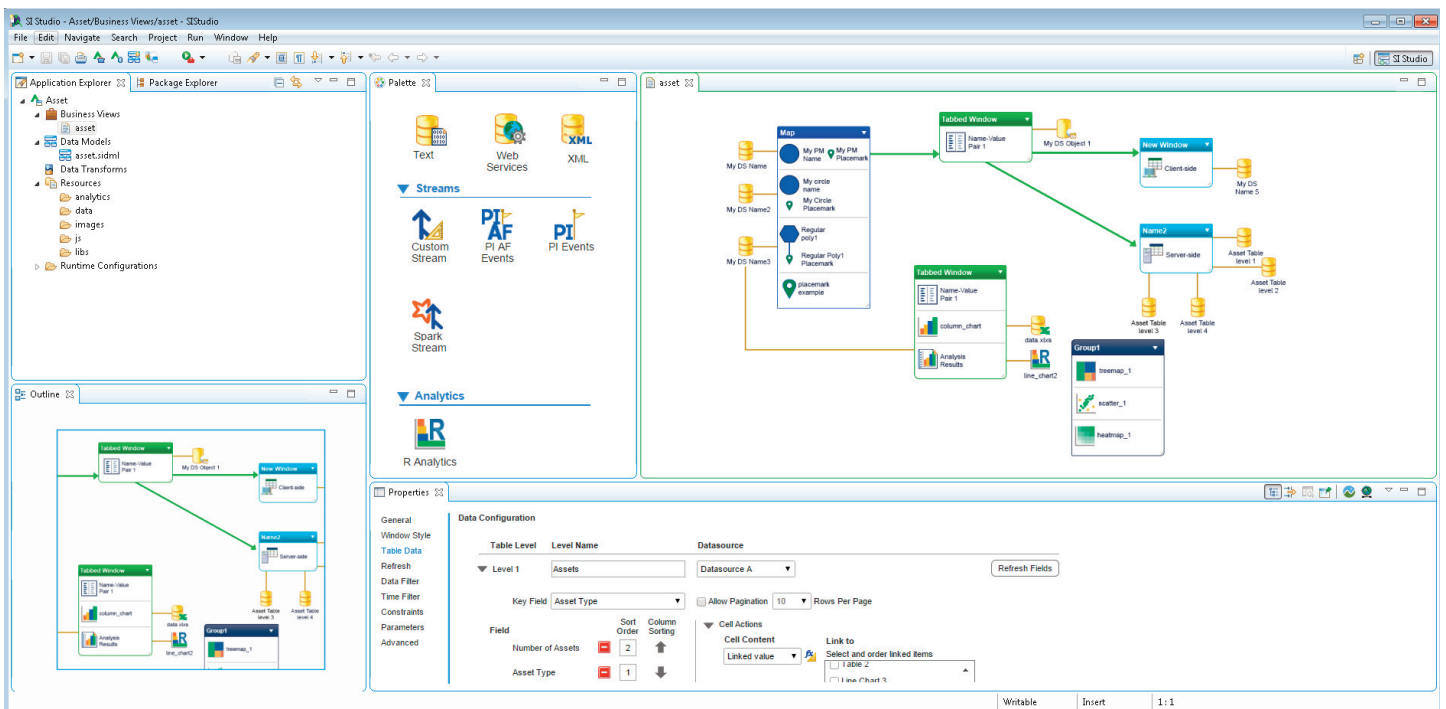 SI Studio - Asset/Business Views/asset - SIStudio
File Edit Navigate Search Project Run Window Help
SI Studio
Application Explorer
Package Explorer
Asset
Business Views
asset
Data Models
asset.sidml
Data Transforms
Resources
analytics
data
images
js
libs
Runtime Configurations
Outline
Tabbed Window
Name-Value
Pair 1
My DS Object 1
New Window
Client-side
Name2
Server-side
Asset Table
level 3
Asset Table
level 4
Tabbed Window
Name-Value
Pair 1
column_chart
data xlxs
Analysis
Results
line_chart2
Group1
treemap_1
Palette
Text
Web
Services
XML
XML
Streams
Custom
Stream
PI
AF
PI AF
Events
PI
PI Events
Spark
Stream
Analytics
R
R Analytics
asset
Map
My PM
Name
My PM
Placemark
My circle
name
My Circle
Placemark
Regular
poly1
Regular Poly1
Placemark
placemark
example
My DS Name
My DS Name2
My DS Name3
Tabbed Window
Name-Value
Pair 1
My DS Object 1
New Window
Client-side
My DS
Name 5
Name2
Server-side
Asset Table
level 1
Asset Table
level 2
Asset Table
level 3
Asset Table
level 4
Tabbed Window
Name-Value
Pair 1
column_chart
data xlxs
Analysis
Results
R
line_chart2
Group1
treemap_1
scatter_1
heatmap_1
Properties
General
Window Style
Table Data
Refresh
Data Filter
Time Filter
Constraints
Parameters
Advanced
Data Configuration
Table Level Level Name Datasource
Level 1 Assets Datasource A Refresh Fields
Key Field Asset Type Allow Pagination 10 Rows Per Page
Field
Sort
Order
Column
Sorting
Number of Assets 2
Asset Type 1
Cell Actions
Cell Content
Linked value
fx
Link to
Select and order linked items
Table 2
Line Chart 3
Writable Insert 1:1